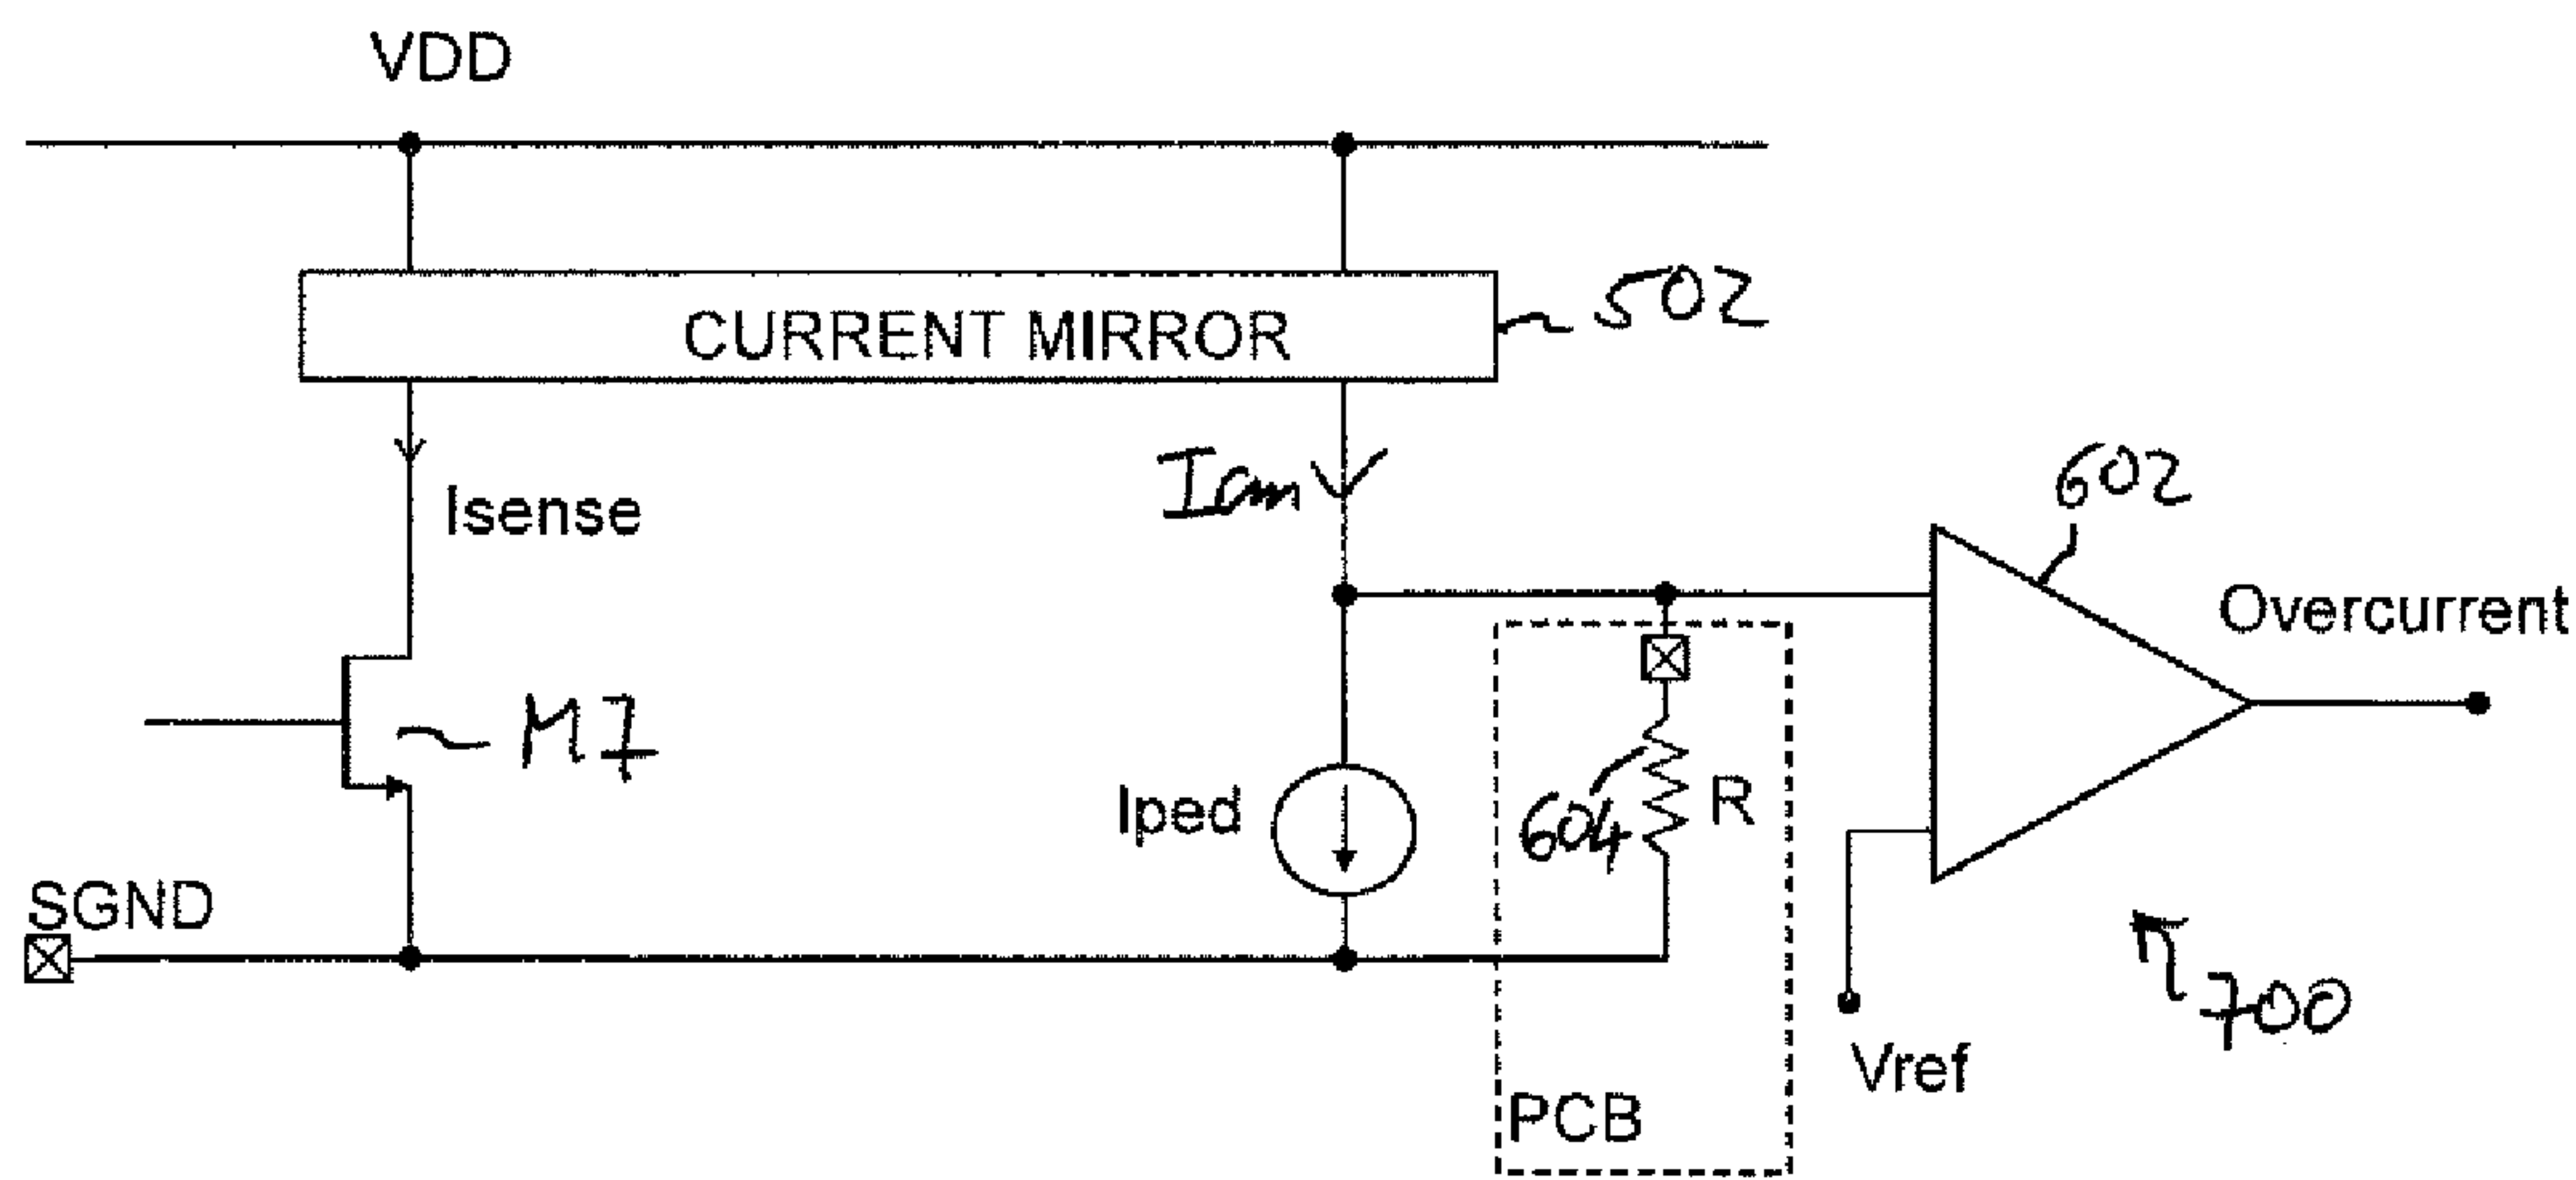 VDD
CURRENT MIRROR
502
Isense
Icm
602
Overcurrent
M7
Iped
604
R
SGND
700
Vref
PCB